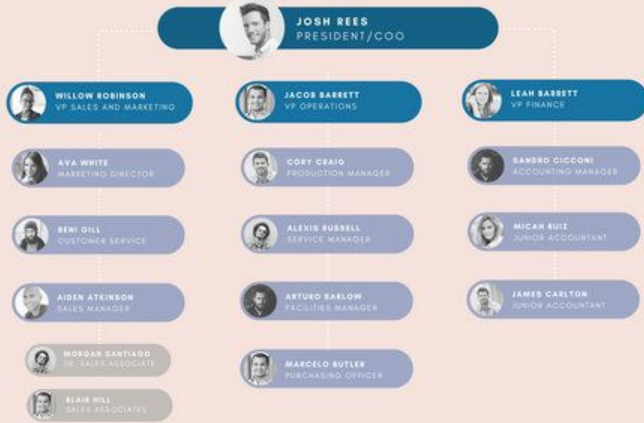 JOSH REES
PRESIDENT/COO
WILLOW ROBINSON
VP SALES AND MARKETING
AVA WHITE
MARKETING DIRECTOR
BENI GILL
CUSTOMER SERVICE
AIDEN ATKINSON
SALES MANAGER
MORGAN SANTIAGO
SR. SALES ASSOCIATE
BLAIR HILL
SALES ASSOCIATES
JACOB BARRETT
VP OPERATIONS
CORY CRAIG
PRODUCTION MANAGER
ALEXIS RUSSELL
SERVICE MANAGER
ARTURO BARLOW
FACILITIES MANAGER
MARCELO BUTLER
PURCHASING OFFICER
LEAH BARRETT
VP FINANCE
SANDRO CICCONI
ACCOUNTING MANAGER
MICAH RUIZ
JUNIOR ACCOUNTANT
JAMES CARLTON
JUNIOR ACCOUNTANT